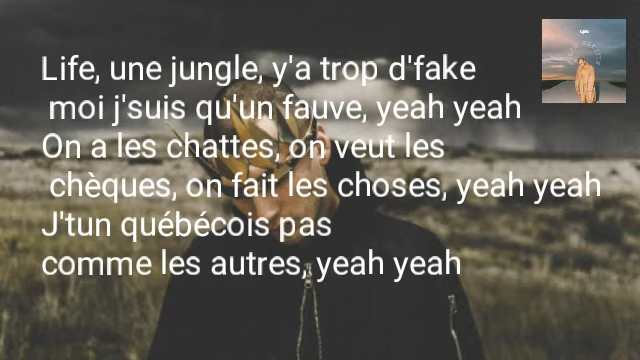 Life, une jungle, y'a trop d'fake
moi j'suis qu'un fauve, yeah yeah
On a les chattes, on veut les
chèques, on fait les choses, yeah yeah
J'tun québécois pas
comme les autres, yeah yeah